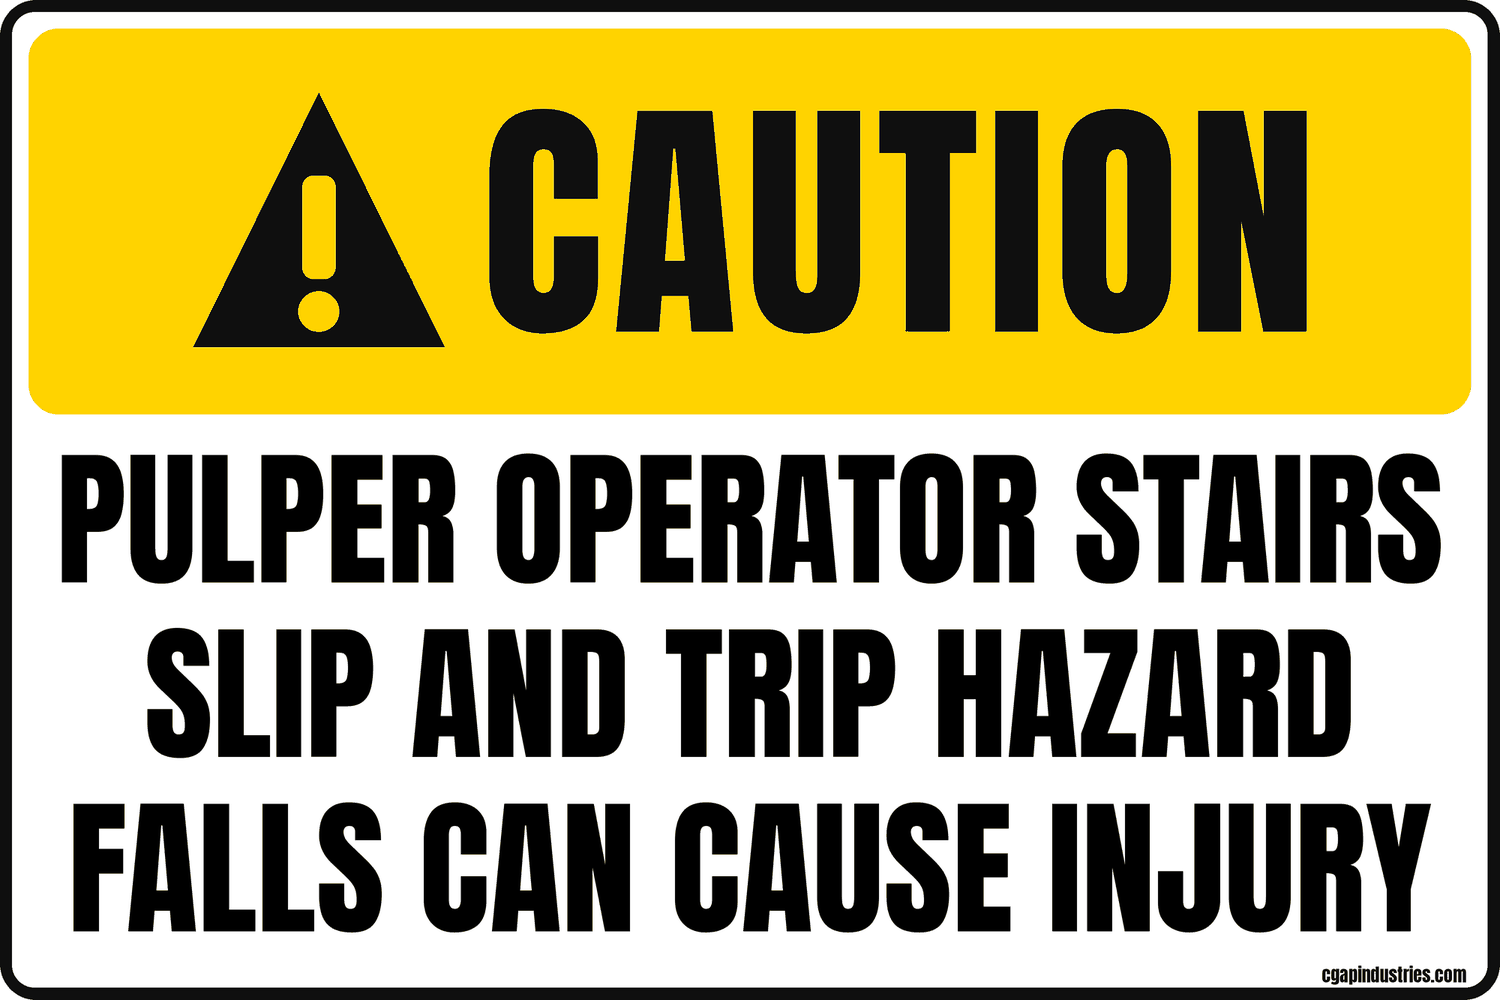 CAUTION
PULPER OPERATOR STAIRS
SLIP AND TRIP HAZARD
FALLS CAN CAUSE INJURY
cgapindustries.com